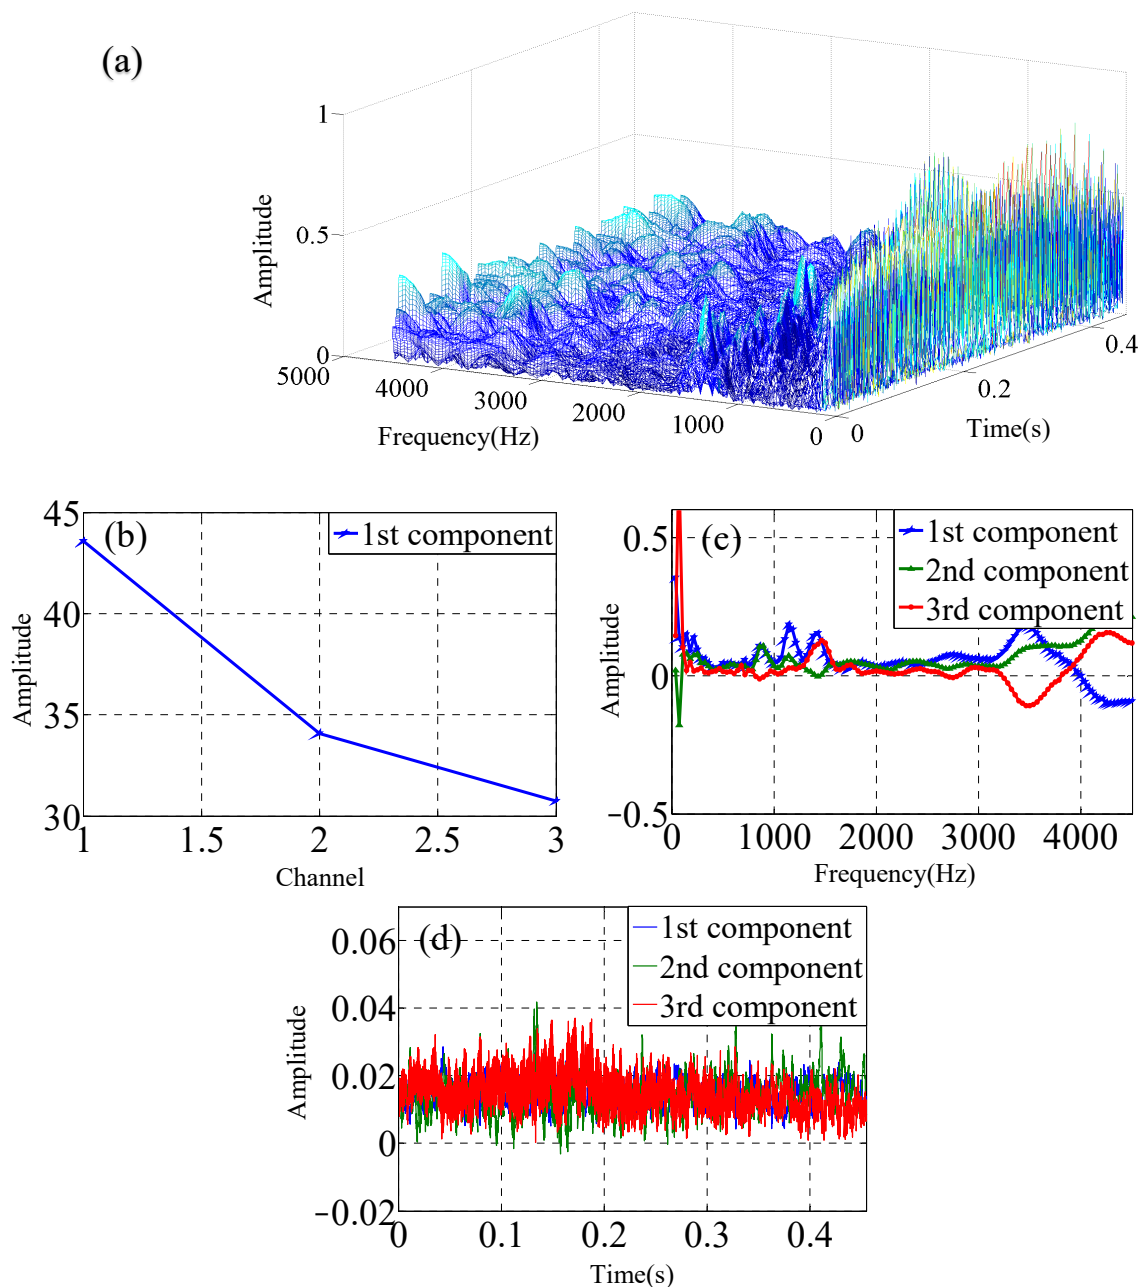 (a)
1
0.5
0
Amplitude
5000
4000
3000
2000
1000
0
Frequency(Hz)
0
0.2
0.4
Time(s)
(b)
1st component
45
40
35
30
Amplitude
1
1.5
2
2.5
3
Channel
(c)
1st component
2nd component
3rd component
0.5
0
−0.5
Amplitude
0
1000
2000
3000
4000
Frequency(Hz)
(d)
1st component
2nd component
3rd component
0.06
0.04
0.02
0
−0.02
Amplitude
0
0.1
0.2
0.3
0.4
Time(s)